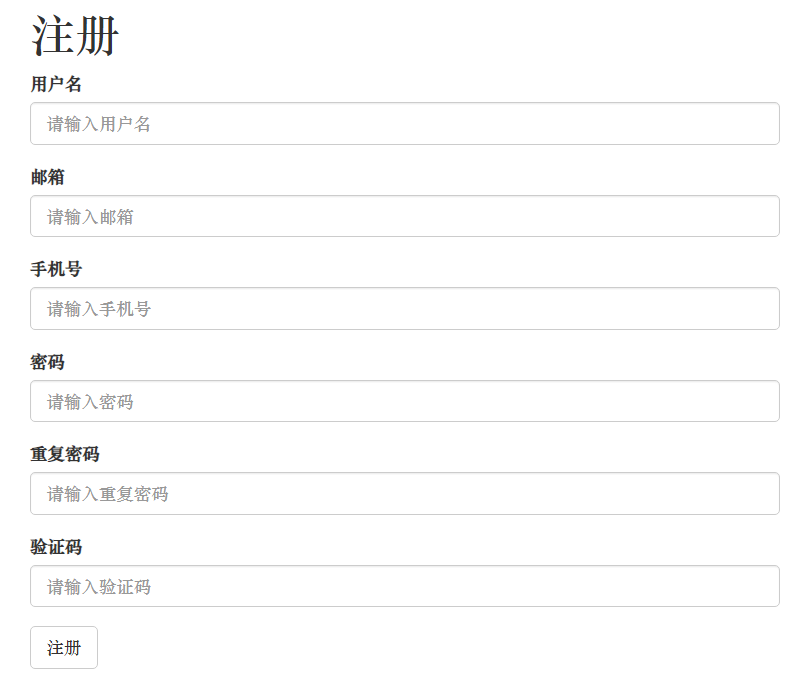 注册
用户名
请输入用户名
邮箱
请输入邮箱
手机号
请输入手机号
密码
请输入密码
重复密码
请输入重复密码
验证码
请输入验证码
注册